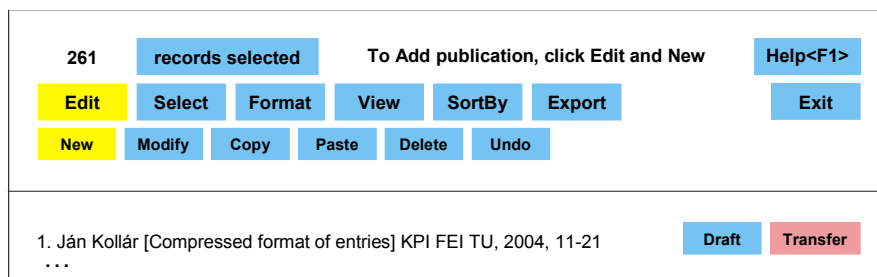 261 records selected To Add publication, click Edit and New Help<F1>
Edit Select Format View SortBy Export Exit
New Modify Copy Paste Delete Undo
1. Ján Kollár [Compressed format of entries] KPI FEI TU, 2004, 11-21 Draft Transfer
...